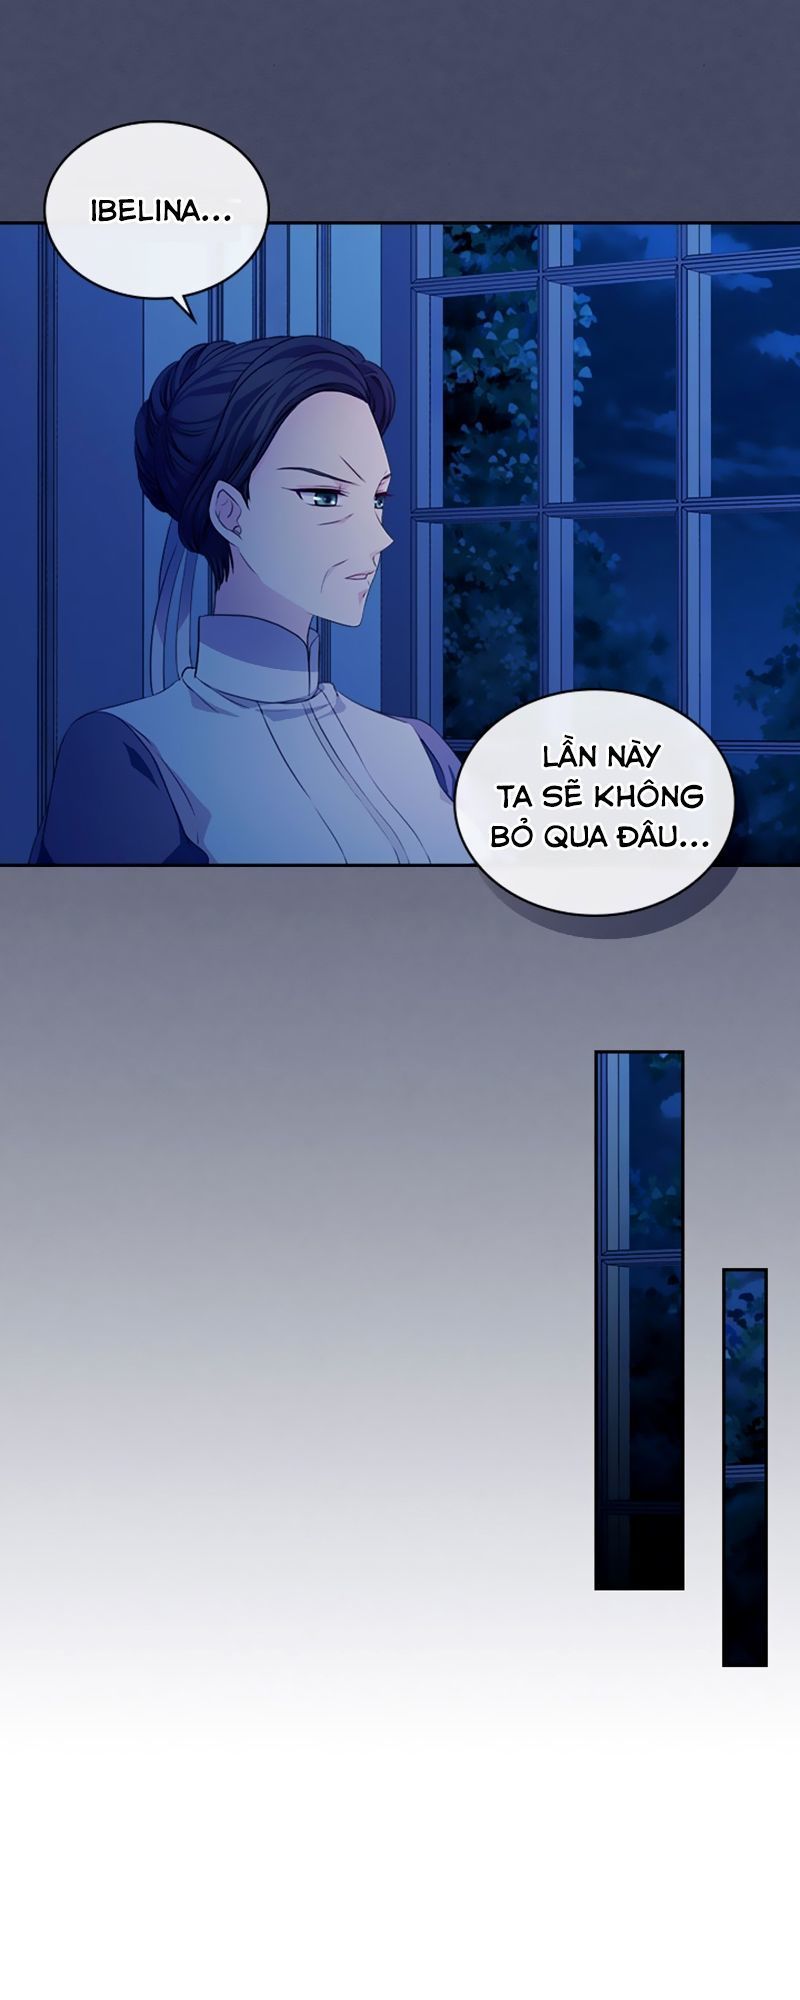 IBELINA...
LẦN NÀY
TA SẼ KHÔNG
BỎ QUA ĐÂU...